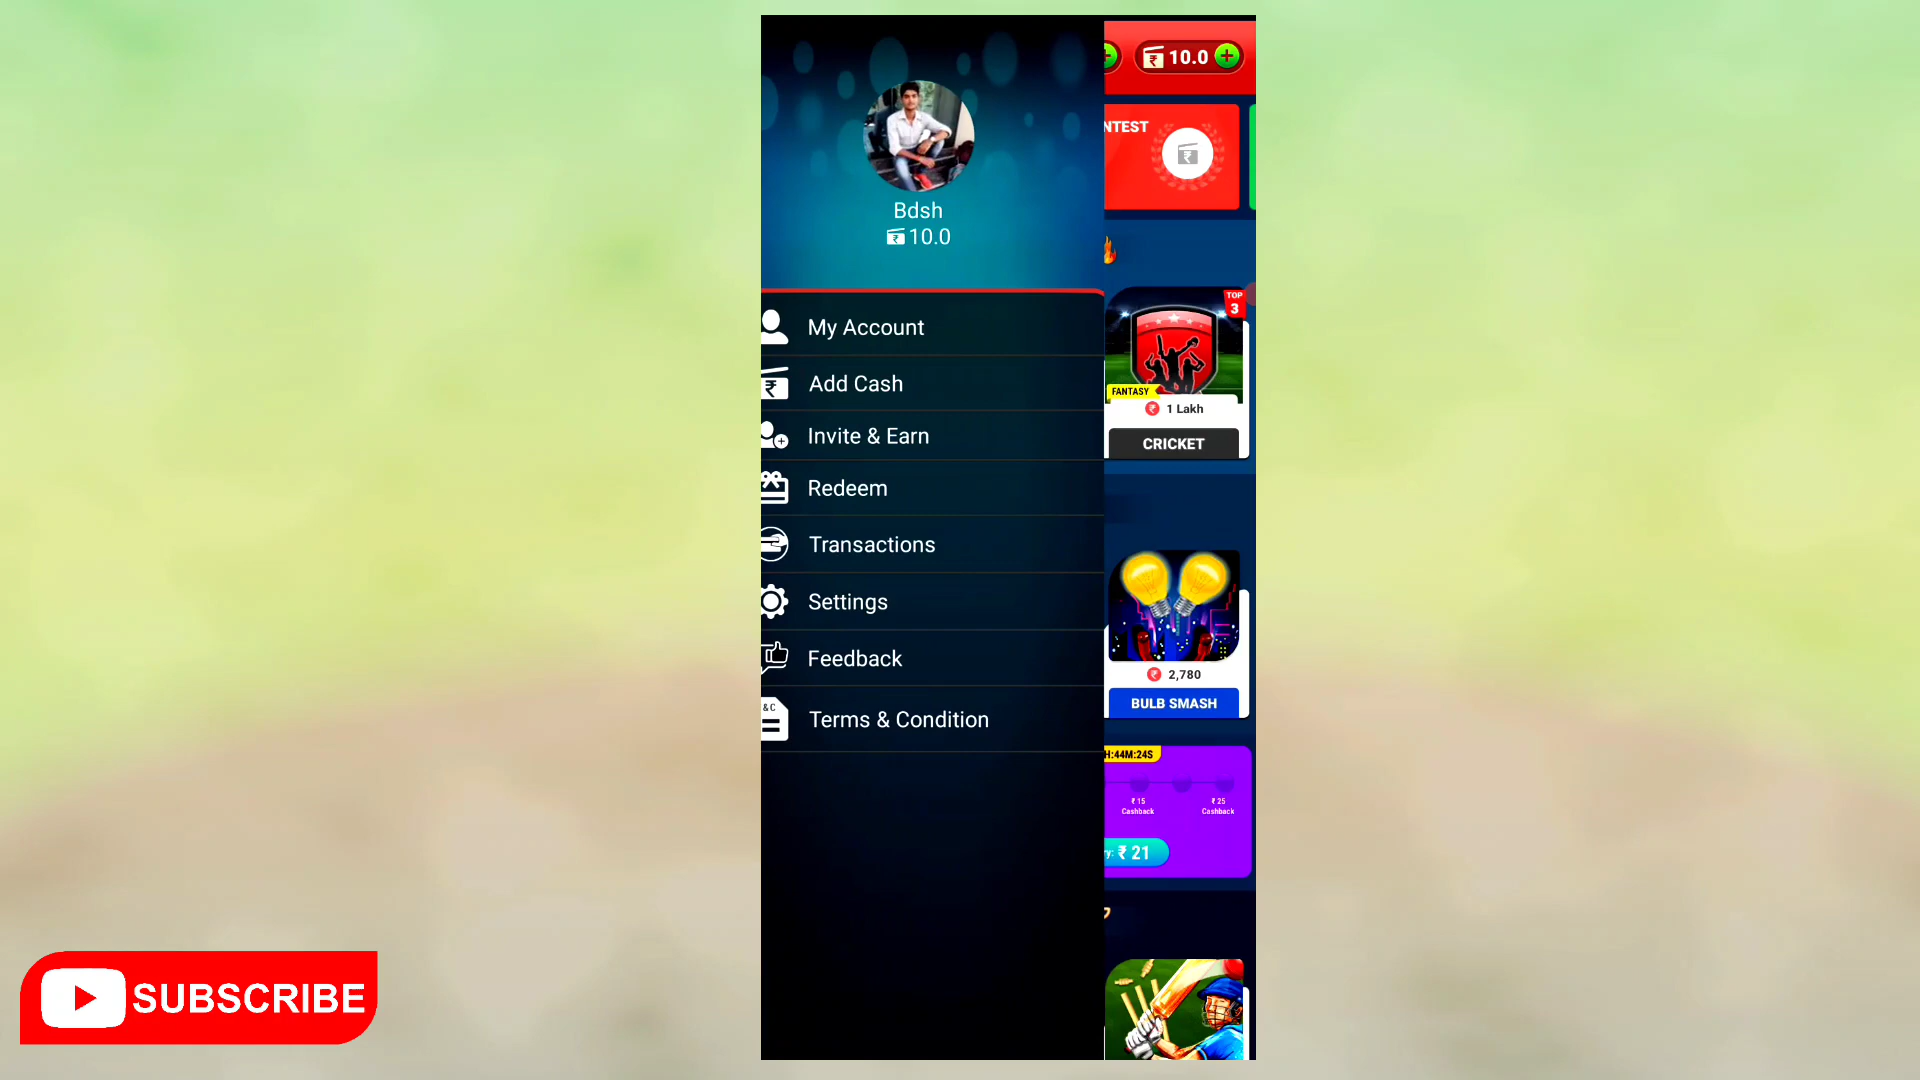 Bdsh
₹ 10.0
My Account
₹
Add Cash
Invite & Earn
Redeem
Transactions
Settings
Feedback
&C
Terms & Condition
₹ 10.0 +
NTEST
₹
TOP
3
FANTASY
₹ 1 Lakh
CRICKET
₹ 2,780
BULB SMASH
H:44M:24S
₹ 15
Cashback
₹ 25
Cashback
ry: ₹ 21
SUBSCRIBE